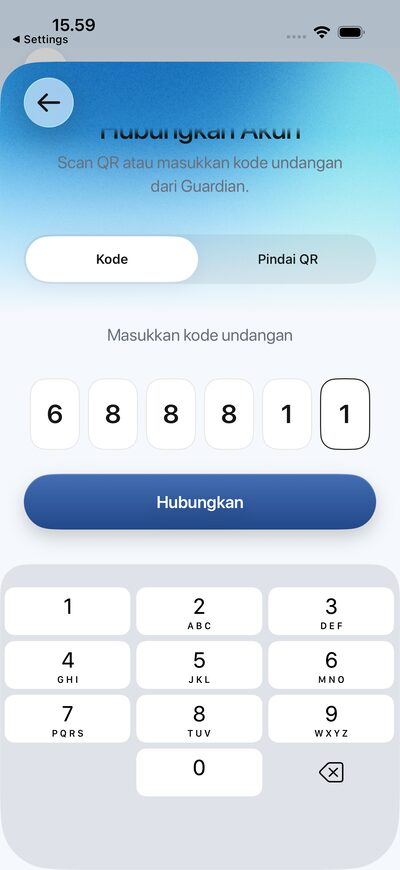 15.59
◀ Settings
Hubungkan Akun
Scan QR atau masukkan kode undangan
dari Guardian.
Kode
Pindai QR
Masukkan kode undangan
6 8 8 8 1 1
Hubungkan
1
2
ABC
3
DEF
4
GHI
5
JKL
6
MNO
7
PQRS
8
TUV
9
WXYZ
0